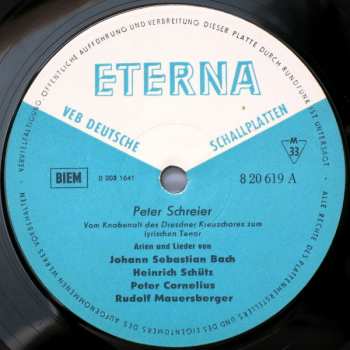 VERVIELFÄLTIGUNG ÖFFENTLICHE AUFFÜHRUNG UND VERBREITUNG DIESER PLATTE DURCH RUNDFUNK IST UNTERSAGT
ALLE RECHTE DES PLATTENHERSTELLERS UND DES EIGENTÜMERS DES AUFGENOMMENEN WERKES VORBEHALTEN
ETERNA
VEB DEUTSCHE
SCHALLPLATTEN
M
33
BIEM
8 20 619 A
Peter Schreier
Vom Knabenalt des Dresdner Kreuzchores zum
lyrischen Tenor
Arien und Lieder von
Johann Sebastian Bach
Heinrich Schütz
Peter Cornelius
Rudolf Mauersberger